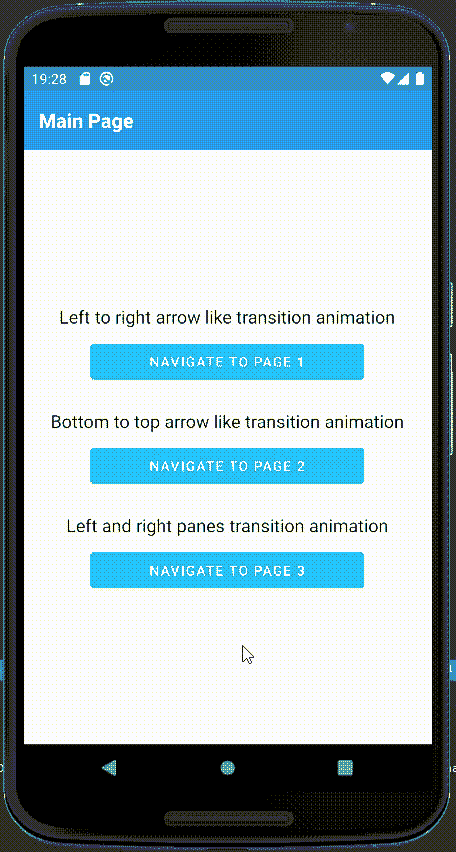 19:28
Main Page
Left to right arrow like transition animation
NAVIGATE TO PAGE 1
Bottom to top arrow like transition animation
NAVIGATE TO PAGE 2
Left and right panes transition animation
NAVIGATE TO PAGE 3